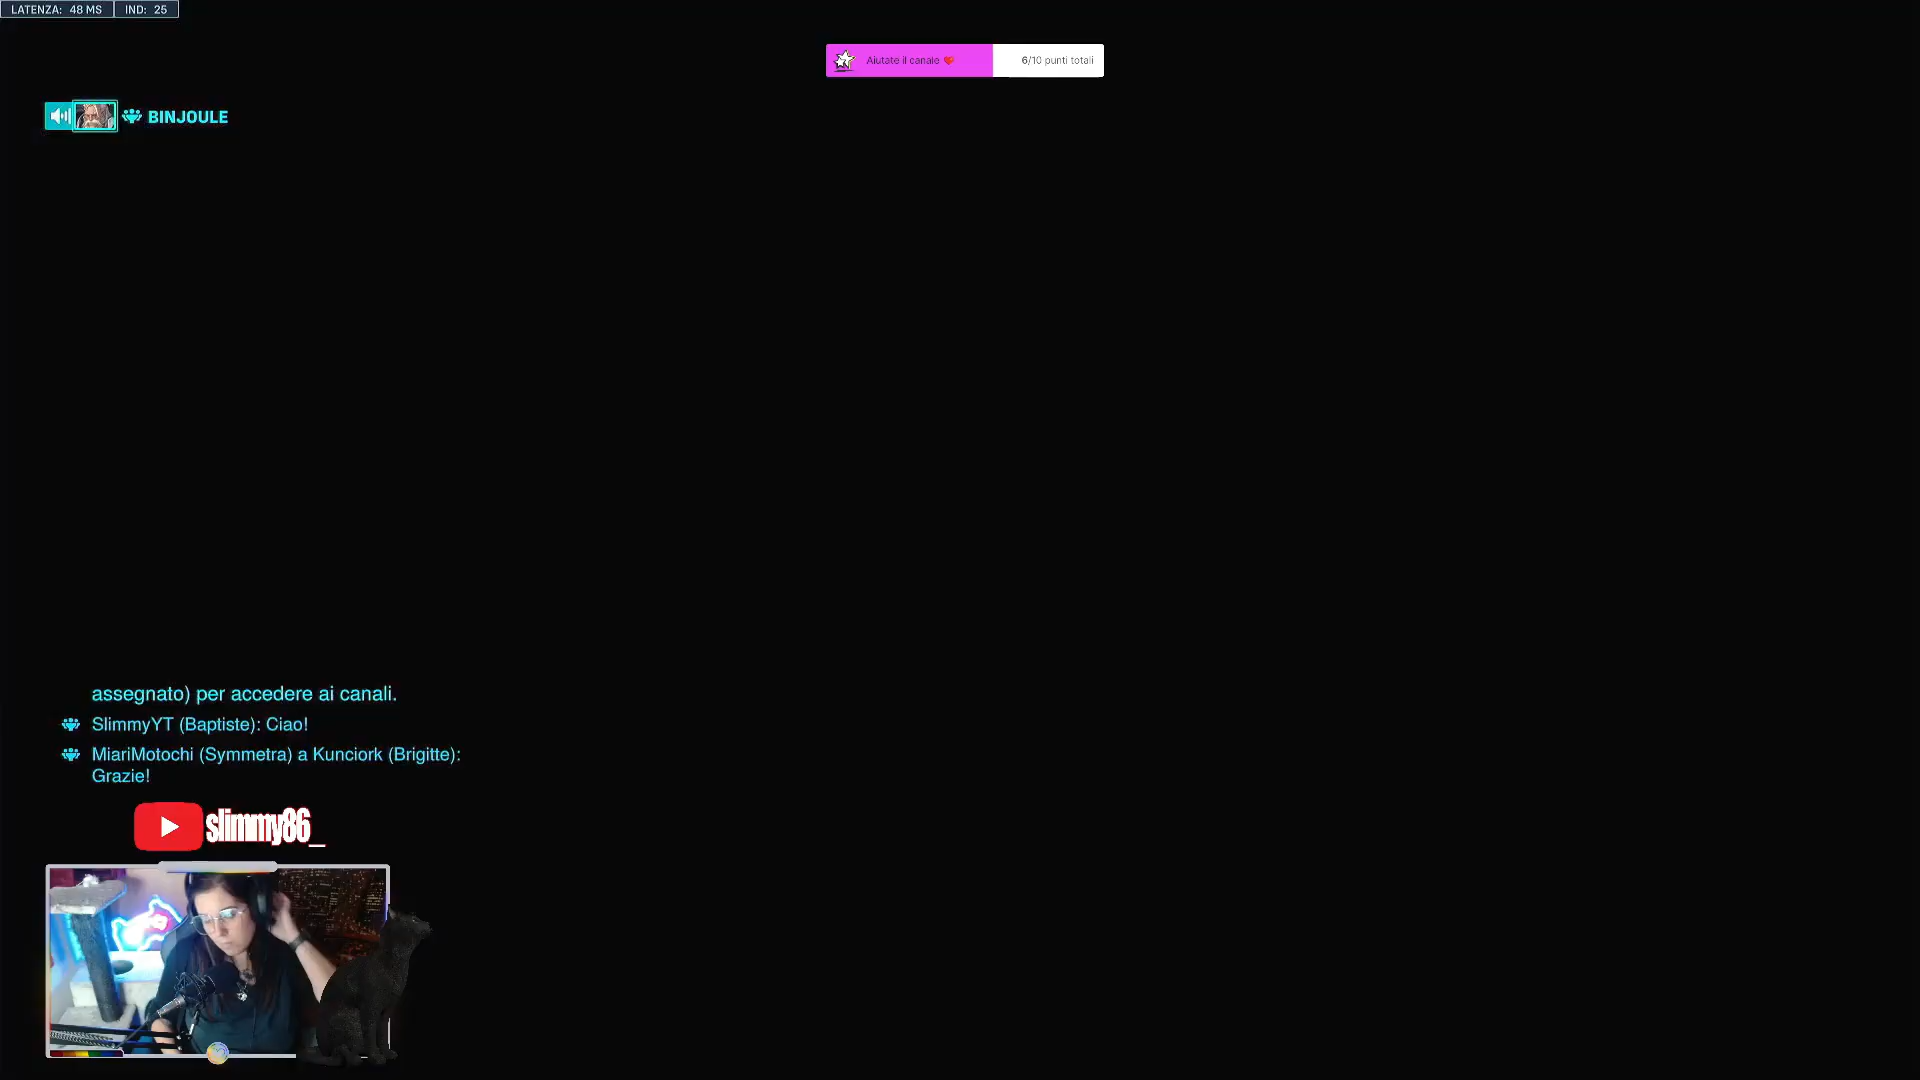 LATENZA: 48 MS IND: 25
Aiutate il canale ❤️ 6/10 punti totali
BINJOULE
assegnato) per accedere ai canali.
SlimmyYT (Baptiste): Ciao!
MiariMotochi (Symmetra) a Kunciork (Brigitte):
Grazie!
slimmy86_